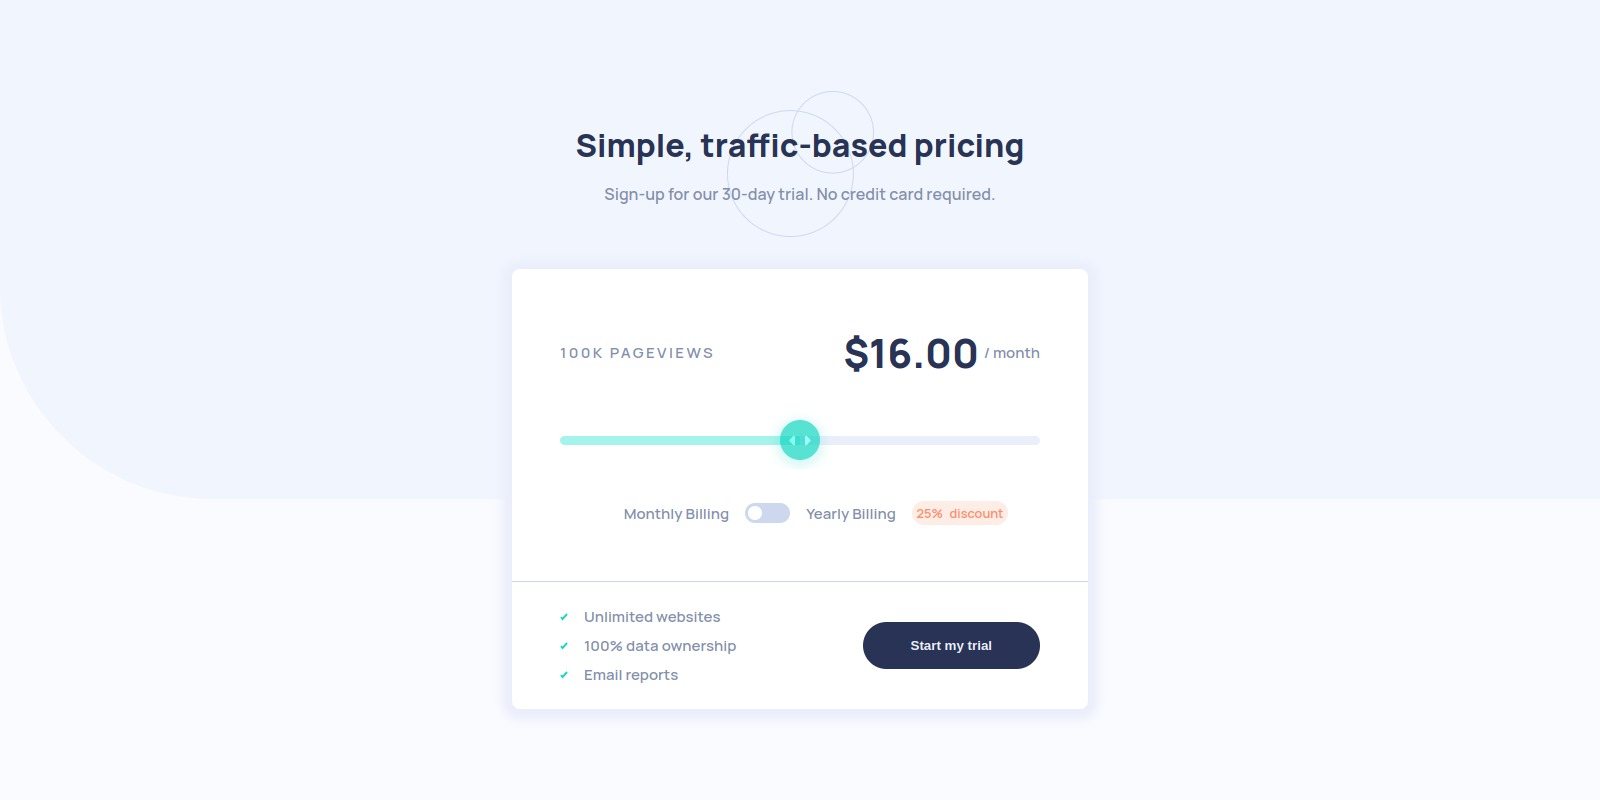 Simple, traffic-based pricing
Sign-up for our 30-day trial. No credit card required.
100K PAGEVIEWS
$16.00 / month
Monthly Billing
Yearly Billing
25% discount
Unlimited websites
100% data ownership
Email reports
Start my trial